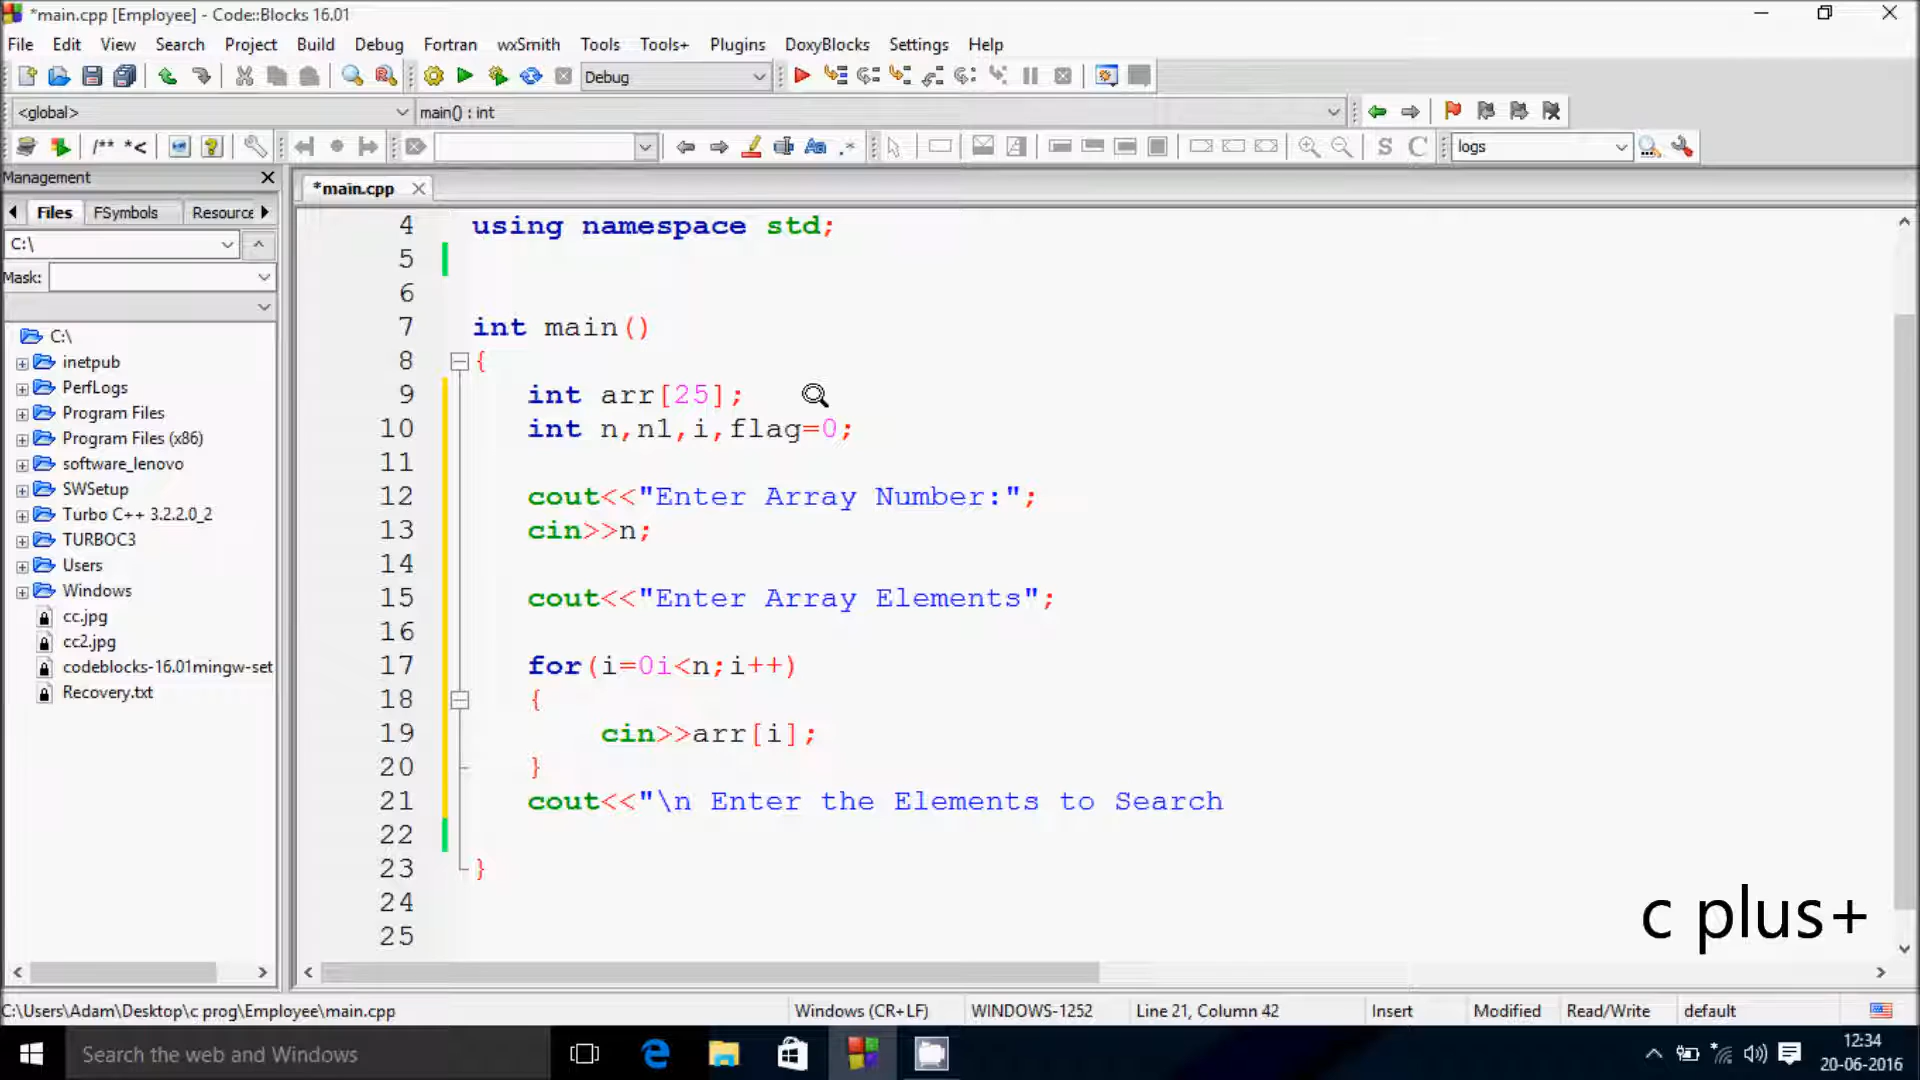 *main.cpp [Employee] - Code::Blocks 16.01
File Edit View Search Project Build Debug Fortran wxSmith Tools Tools+ Plugins DoxyBlocks Settings Help
Debug
<global> main() : int
/** *< logs
S C
Management
Files FSymbols Resource
*main.cpp
C:\
Mask:
C:\
inetpub
PerfLogs
Program Files
Program Files (x86)
software_lenovo
SWSetup
Turbo C++ 3.2.2.0_2
TURBOC3
Users
Windows
cc.jpg
cc2.jpg
codeblocks-16.01mingw-set
Recovery.txt
4 using namespace std;
5
6
7 int main()
8 {
9 int arr[25];
10 int n,n1,i,flag=0;
11
12 cout<<"Enter Array Number:";
13 cin>>n;
14
15 cout<<"Enter Array Elements";
16
17 for(i=0i<n;i++)
18 {
19 cin>>arr[i];
20 }
21 cout<<"\n Enter the Elements to Search
22
23 }
24
25
c plus+
C:\Users\Adam\Desktop\c prog\Employee\main.cpp Windows (CR+LF) WINDOWS-1252 Line 21, Column 42 Insert Modified Read/Write default
Search the web and Windows
12:34
20-06-2016